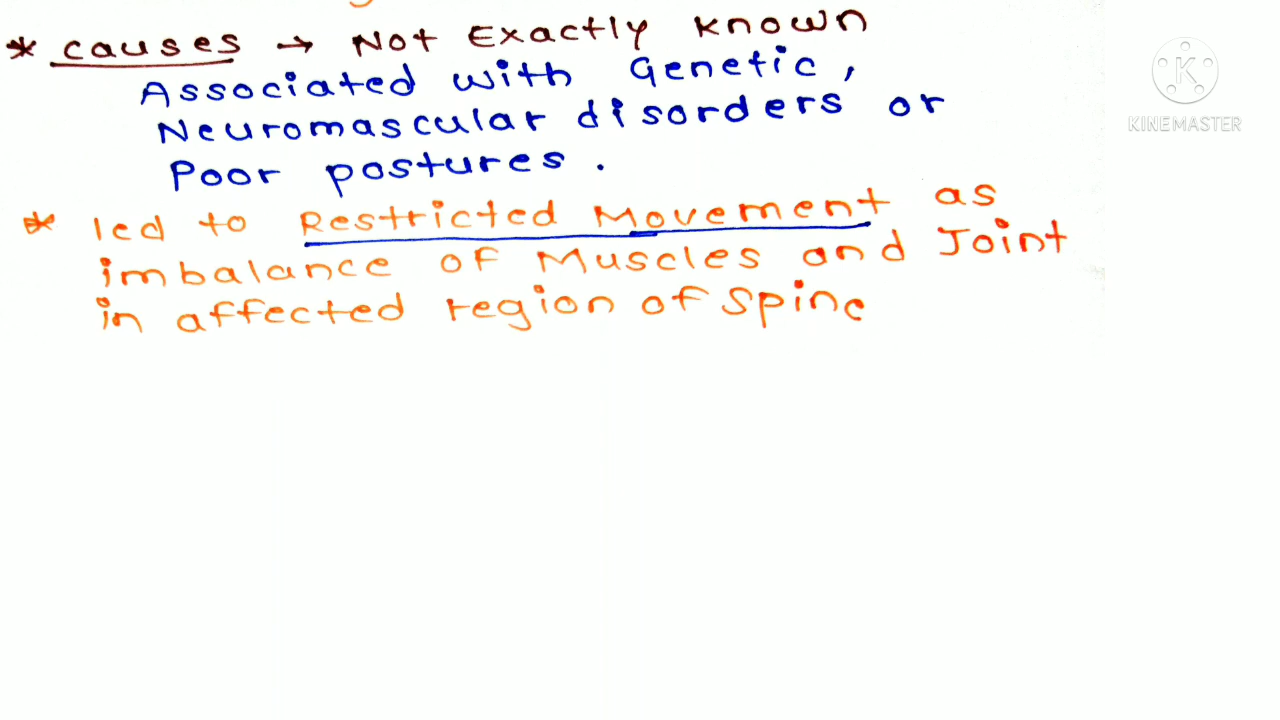 * causes → Not Exactly known
Associated with Genetic,
Neuromascular disorders or
Poor postures.
* led to Restricted Movement as
imbalance of Muscles and Joint
in affected region of Spine
K
KINEMASTER